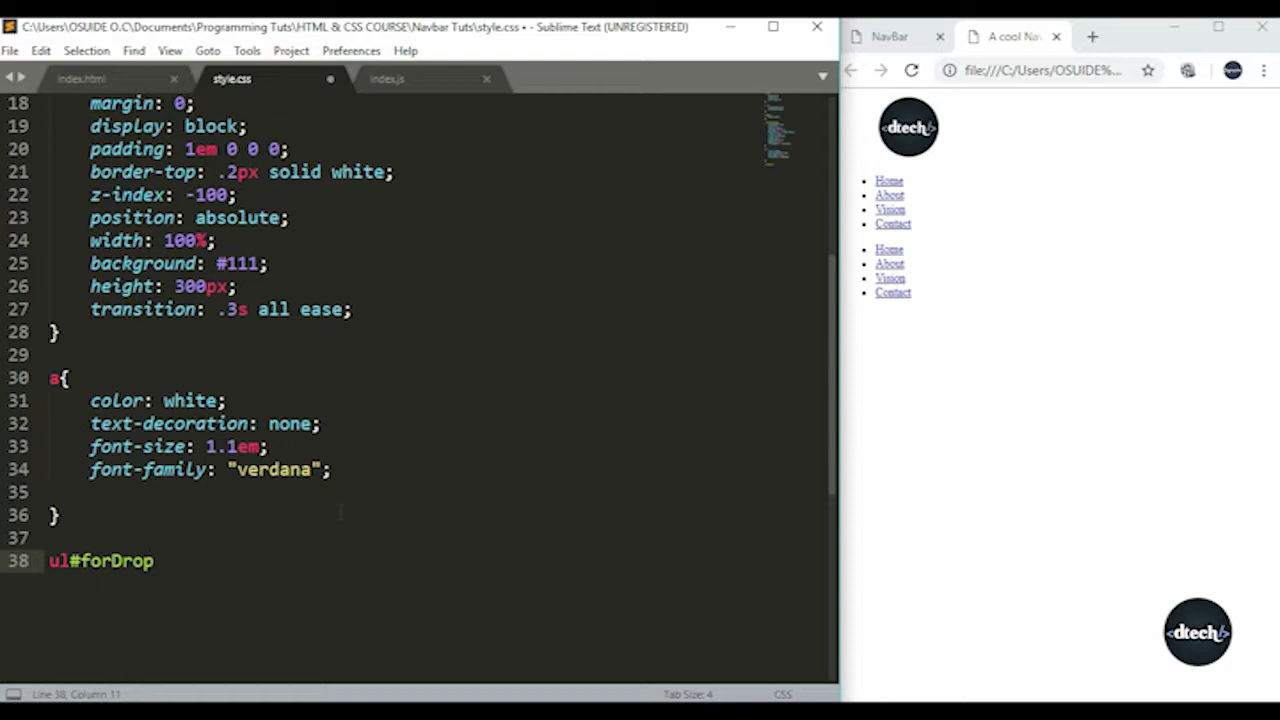 C:\Users\OSUIDE O.C\Documents\Programming Tuts\HTML & CSS COURSE\Navbar Tuts\style.css • - Sublime Text (UNREGISTERED)
File Edit Selection Find View Goto Tools Project Preferences Help
index.html style.css index.js
18 margin: 0;
19 display: block;
20 padding: 1em 0 0 0;
21 border-top: .2px solid white;
22 z-index: -100;
23 position: absolute;
24 width: 100%;
25 background: #111;
26 height: 300px;
27 transition: .3s all ease;
28 }
29
30 a{
31 color: white;
32 text-decoration: none;
33 font-size: 1.1em;
34 font-family: "verdana";
35
36 }
37
38 ul#forDrop
Line 38, Column 11 Tab Size: 4 CSS
NavBar A cool Nav
file:///C:/Users/OSUIDE%...
<dtech/>
Home
About
Vision
Contact
Home
About
Vision
Contact
<dtech/>